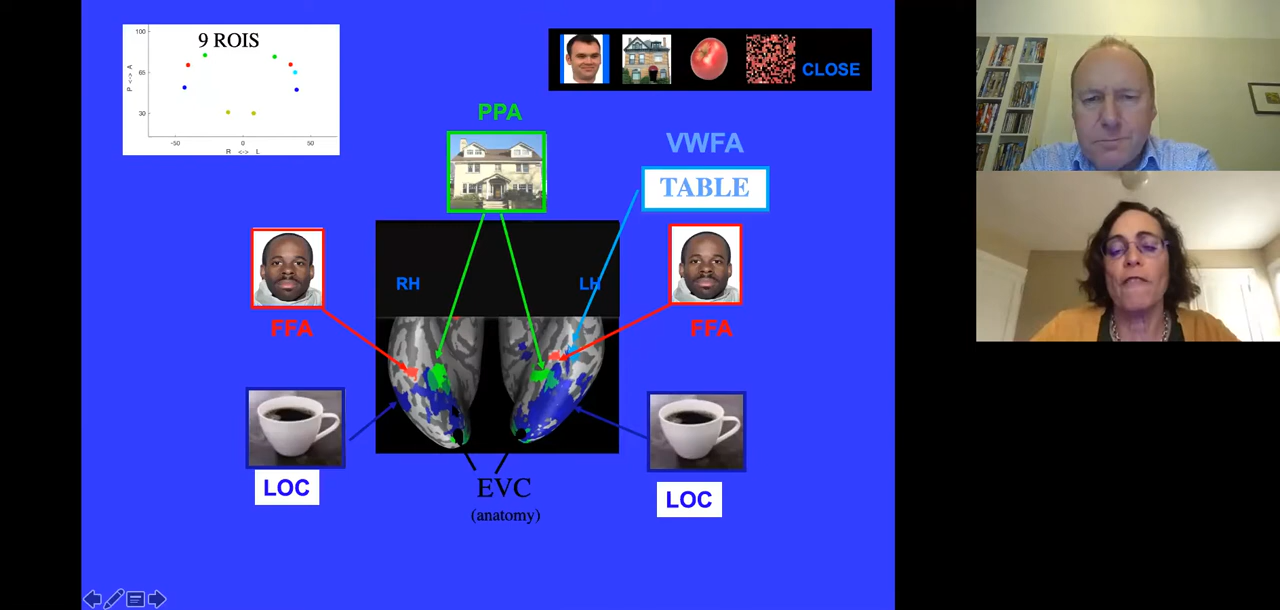 9 ROIS
100
65
30
P <-> A
-50
0
50
R <-> L
CLOSE
PPA
VWFA
TABLE
RH
LH
FFA
FFA
LOC
LOC
EVC
(anatomy)